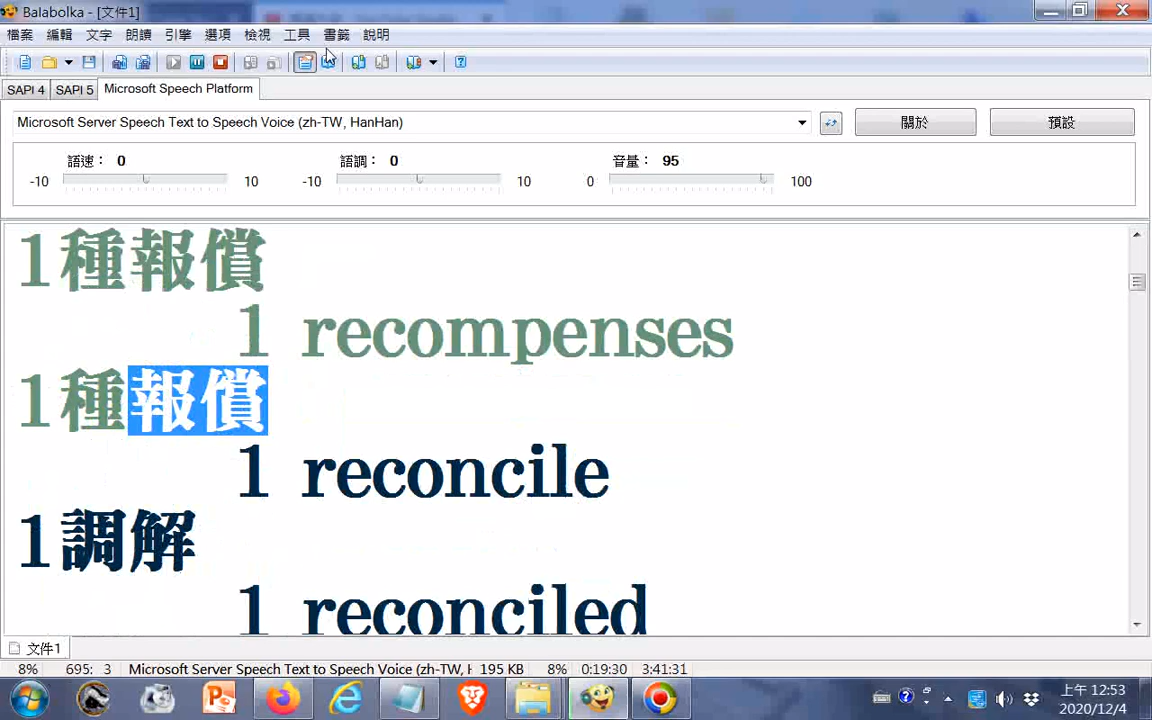 Balabolka - [文件1]
檔案 編輯 文字 朗讀 引擎 選項 檢視 工具 書籤 說明
SAPI 4 SAPI 5 Microsoft Speech Platform
Microsoft Server Speech Text to Speech Voice (zh-TW, HanHan) 關於 預設
語速： 0 語調： 0 音量： 95
-10 10 -10 10 0 100
1種報償
1 recompenses
1種報償
1 reconcile
1調解
1 reconciled
文件1
8% 695: 3 Microsoft Server Speech Text to Speech Voice (zh-TW, 195 KB 8% 0:19:30 3:41:31
上午 12:53
2020/12/4